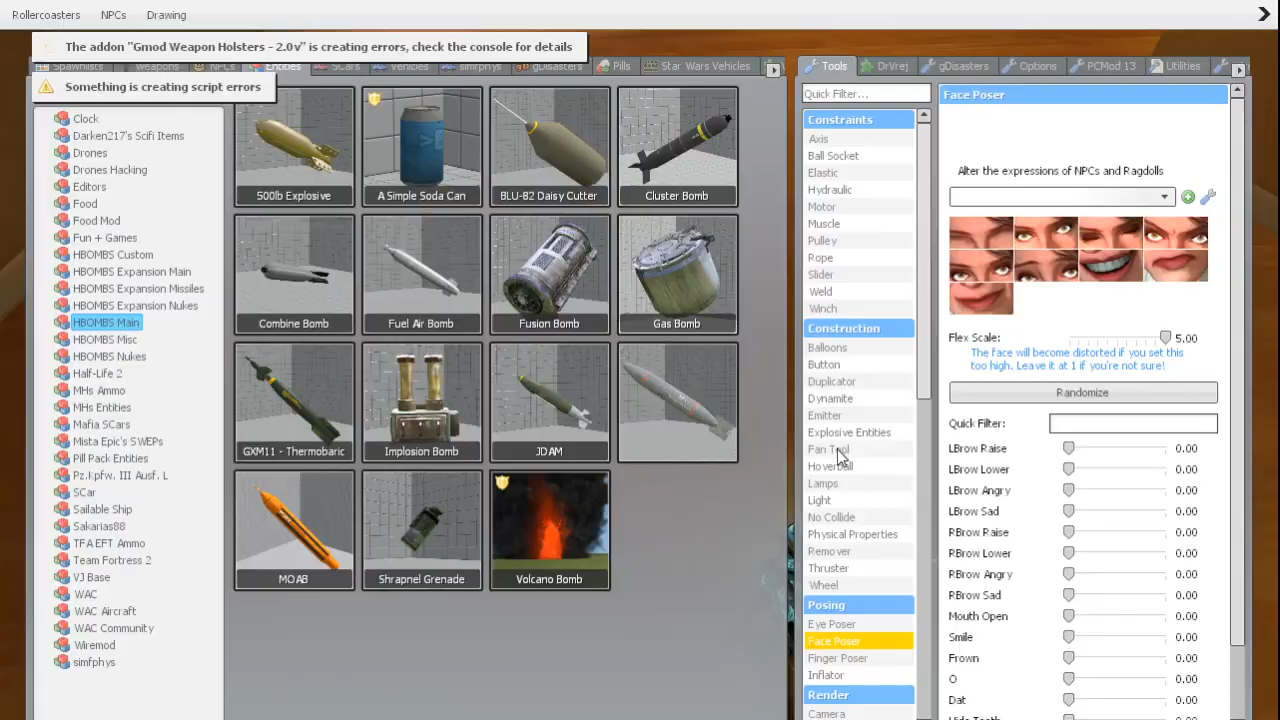 Rollercoasters NPCs Drawing
The addon "Gmod Weapon Holsters - 2.0v" is creating errors, check the console for details
Spawnlists Weapons NPCs Entities SCars Vehicles simfphys gDisasters Pills Star Wars Vehicles
Something is creating script errors
Clock
Darken217's Scifi Items
Drones
Drones Hacking
Editors
Food
Food Mod
Fun + Games
HBOMBS Custom
HBOMBS Expansion Main
HBOMBS Expansion Missiles
HBOMBS Expansion Nukes
HBOMBS Main
HBOMBS Misc
HBOMBS Nukes
Half-Life 2
MHs Ammo
MHs Entities
Mafia SCars
Mista Epic's SWEPs
Pill Pack Entities
Pz.kpfw. III Ausf. L
SCar
Sailable Ship
Sakarias88
TFA EFT Ammo
Team Fortress 2
VJ Base
WAC
WAC Aircraft
WAC Community
Wiremod
simfphys
500lb Explosive
A Simple Soda Can
BLU-82 Daisy Cutter
Cluster Bomb
Combine Bomb
Fuel Air Bomb
Fusion Bomb
Gas Bomb
GXM11 - Thermobaric
Implosion Bomb
JDAM
MOAB
Shrapnel Grenade
Volcano Bomb
Tools DrVrej gDisasters Options PCMod 13 Utilities
Quick Filter...
Constraints
Axis
Ball Socket
Elastic
Hydraulic
Motor
Muscle
Pulley
Rope
Slider
Weld
Winch
Construction
Balloons
Button
Duplicator
Dynamite
Emitter
Explosive Entities
Fan Tool
Hoverball
Lamps
Light
No Collide
Physical Properties
Remover
Thruster
Wheel
Posing
Eye Poser
Face Poser
Finger Poser
Inflator
Render
Camera
Face Poser
Alter the expressions of NPCs and Ragdolls
Flex Scale: 5.00
The face will become distorted if you set this
too high. Leave it at 1 if you're not sure!
Randomize
Quick Filter:
LBrow Raise 0.00
LBrow Lower 0.00
LBrow Angry 0.00
LBrow Sad 0.00
RBrow Raise 0.00
RBrow Lower 0.00
RBrow Angry 0.00
RBrow Sad 0.00
Mouth Open 0.00
Smile 0.00
Frown 0.00
O 0.00
Dat 0.00
Hide Teeth